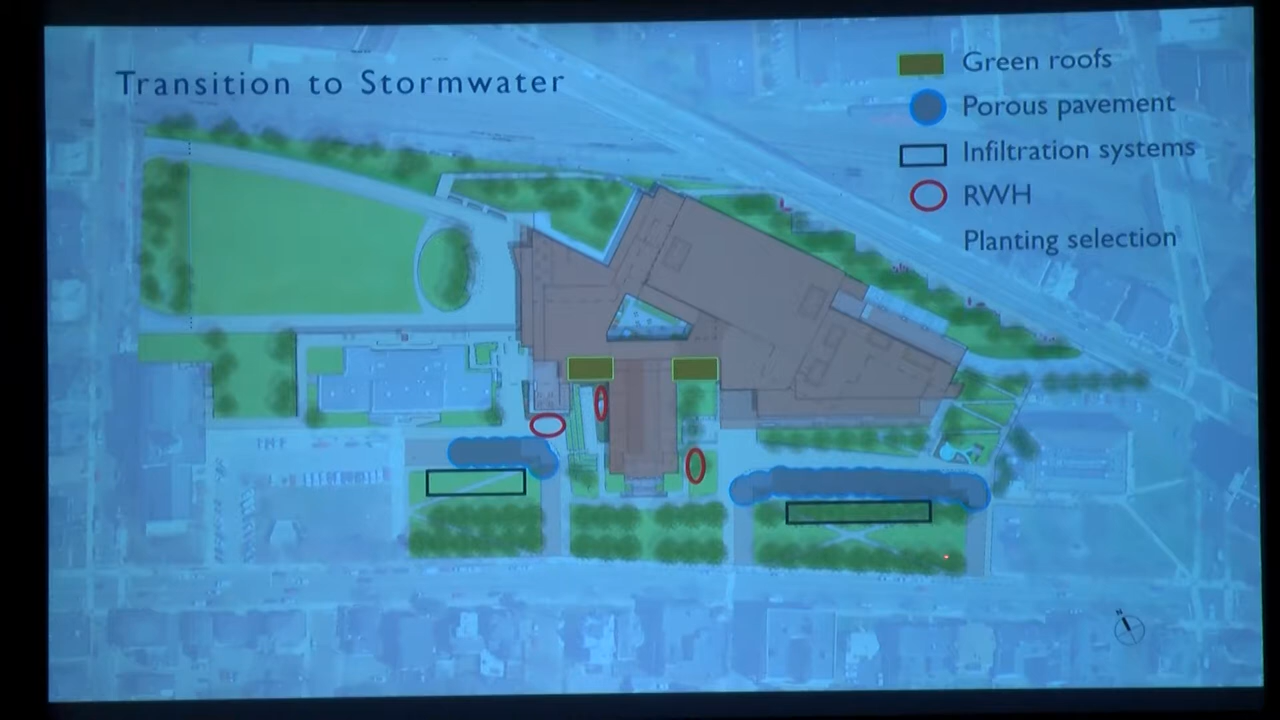 Transition to Stormwater
Green roofs
Porous pavement
Infiltration systems
RWH
Planting selection
N